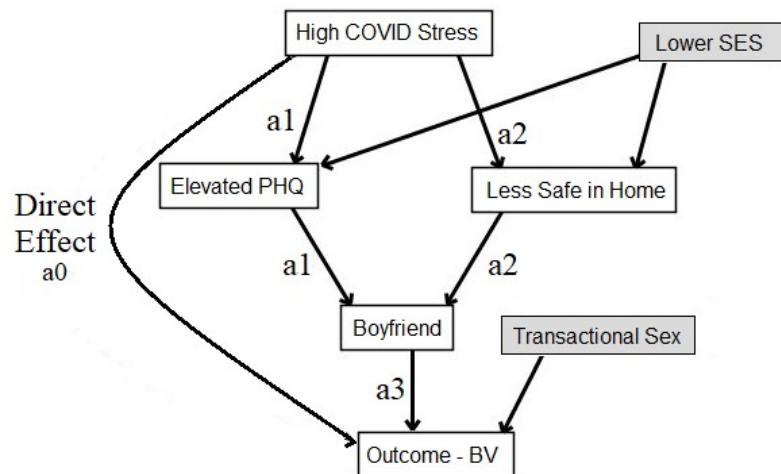 High COVID Stress
Lower SES
a1
a2
Elevated PHQ
Less Safe in Home
Direct
Effect
a0
a1
a2
Boyfriend
Transactional Sex
a3
Outcome - BV